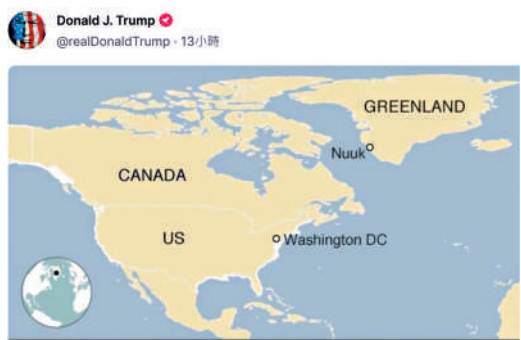 Donald J. Trump
@realDonaldTrump · 13小時
GREENLAND
Nuuk
CANADA
US
Washington DC